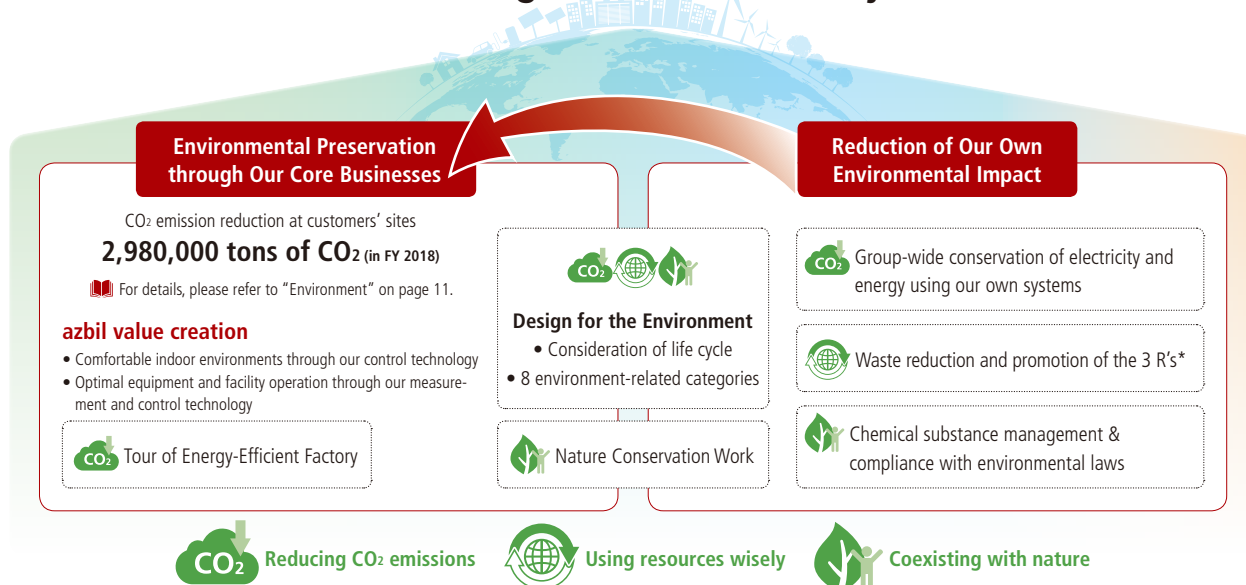 Environmental Preservation
through Our Core Businesses
CO2 emission reduction at customers' sites
2,980,000 tons of CO2 (in FY 2018)
For details, please refer to "Environment" on page 11.
azbil value creation
• Comfortable indoor environments through our control technology
• Optimal equipment and facility operation through our measure-
ment and control technology
CO2 Tour of Energy-Efficient Factory
CO2
Design for the Environment
• Consideration of life cycle
• 8 environment-related categories
Nature Conservation Work
Reduction of Our Own
Environmental Impact
CO2 Group-wide conservation of electricity and
energy using our own systems
Waste reduction and promotion of the 3 R's*
Chemical substance management &
compliance with environmental laws
CO2 Reducing CO2 emissions
Using resources wisely
Coexisting with nature